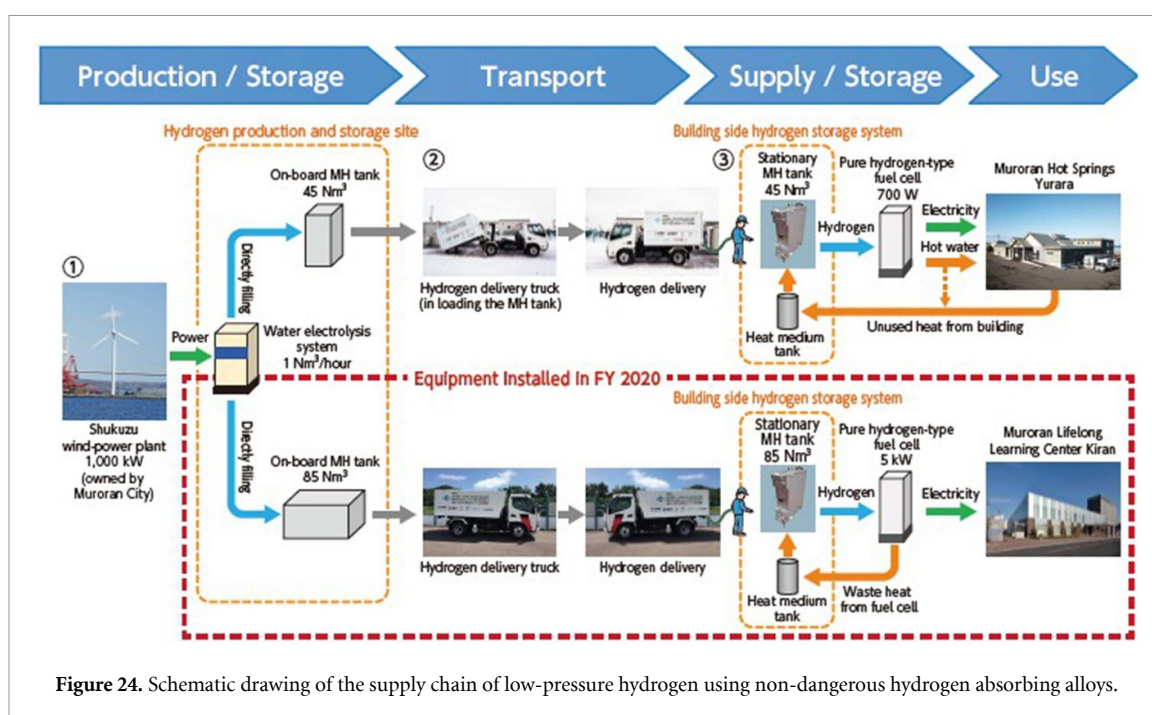 Production / Storage
Transport
Supply / Storage
Use
Hydrogen production and storage site
Building side hydrogen storage system
①
②
③
On-board MH tank
45 Nm³
Stationary
MH tank
45 Nm³
Pure hydrogen-type
fuel cell
700 W
Muroran Hot Springs
Yurara
Directly filling
Hydrogen
Electricity
Hot water
Hydrogen delivery truck
(in loading the MH tank)
Hydrogen delivery
Power
Water electrolysis
system
1 Nm³/hour
Heat medium
tank
Unused heat from building
Equipment Installed in FY 2020
Building side hydrogen storage system
Shukuzu
wind-power plant
1,000 kW
(owned by
Muroran City)
Directly filling
On-board MH tank
85 Nm³
Stationary
MH tank
85 Nm³
Pure hydrogen-type
fuel cell
5 kW
Muroran Lifelong
Learning Center Kiran
Hydrogen
Electricity
Hydrogen delivery truck
Hydrogen delivery
Heat medium
tank
Waste heat
from fuel cell
Figure 24. Schematic drawing of the supply chain of low-pressure hydrogen using non-dangerous hydrogen absorbing alloys.